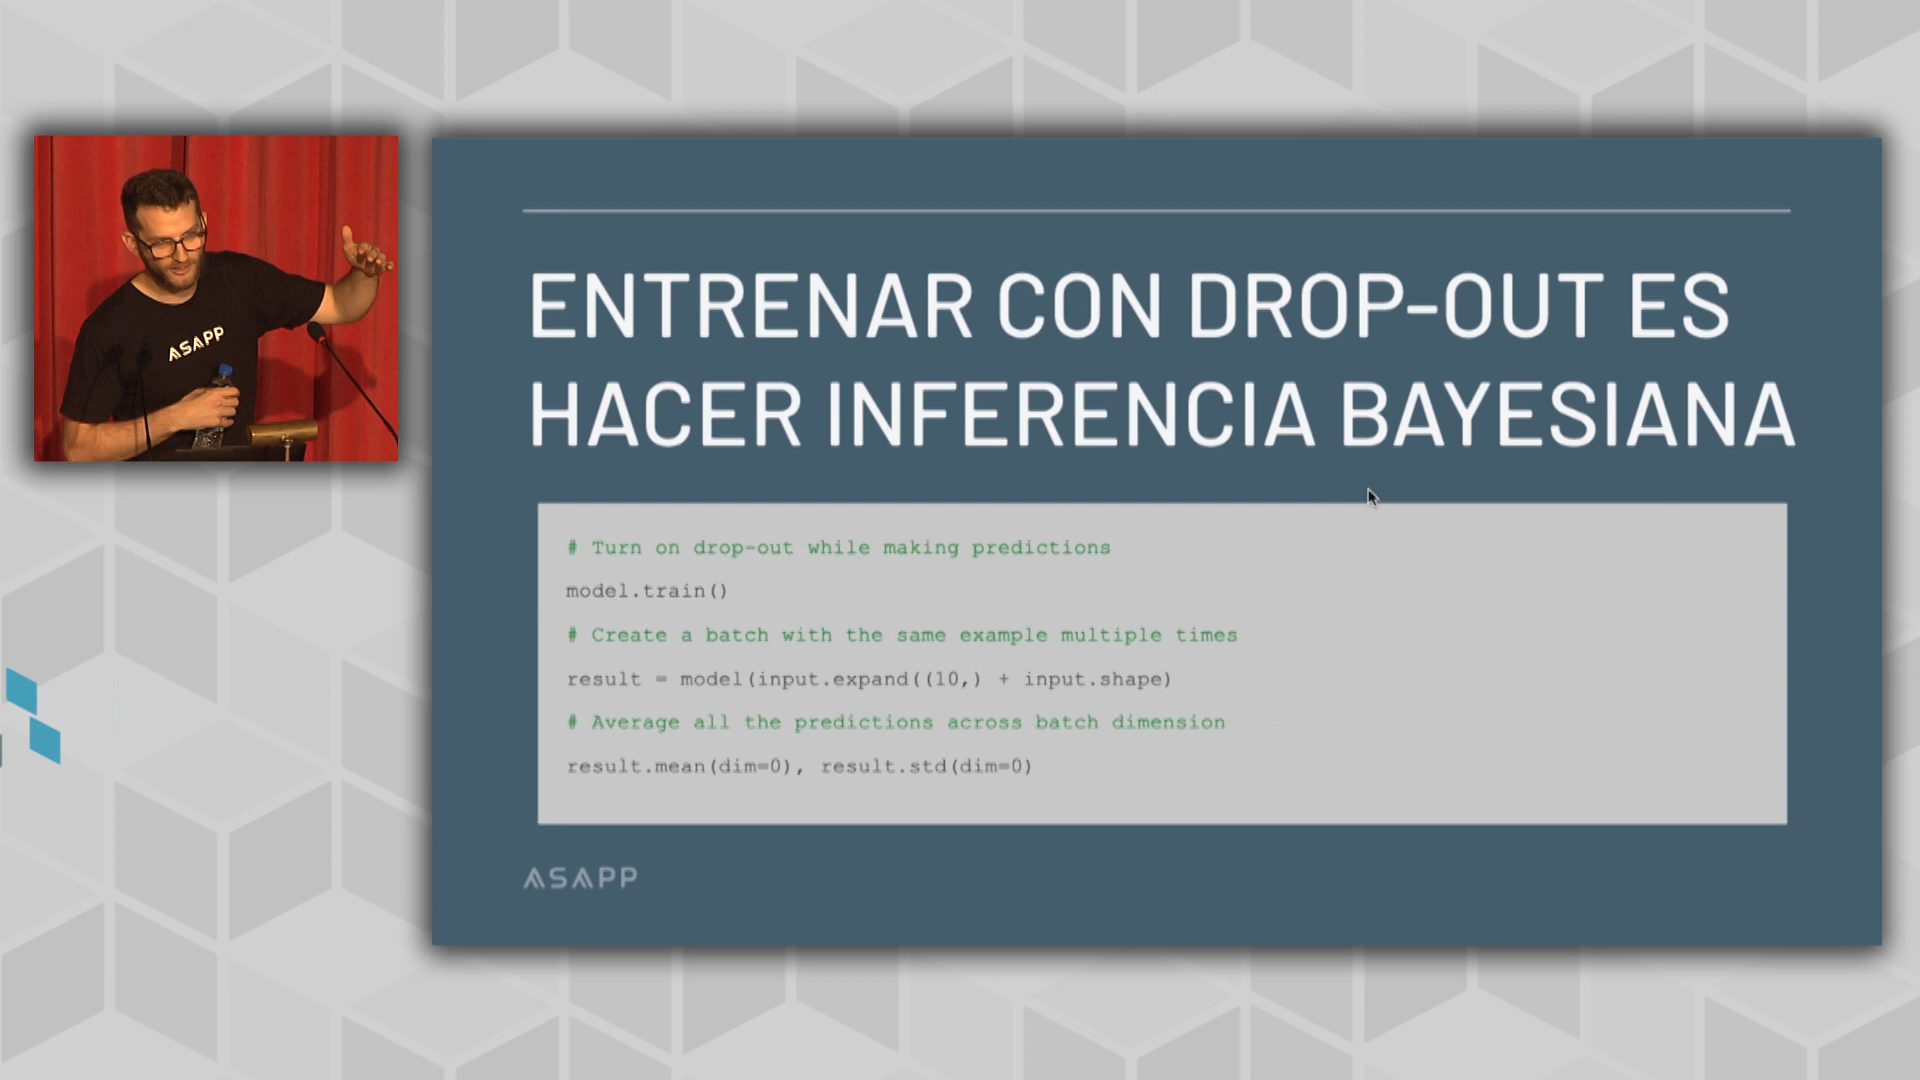 ASAPP
ENTRENAR CON DROP-OUT ES
HACER INFERENCIA BAYESIANA
# Turn on drop-out while making predictions
model.train()
# Create a batch with the same example multiple times
result = model(input.expand((10,) + input.shape)
# Average all the predictions across batch dimension
result.mean(dim=0), result.std(dim=0)
ASAPP